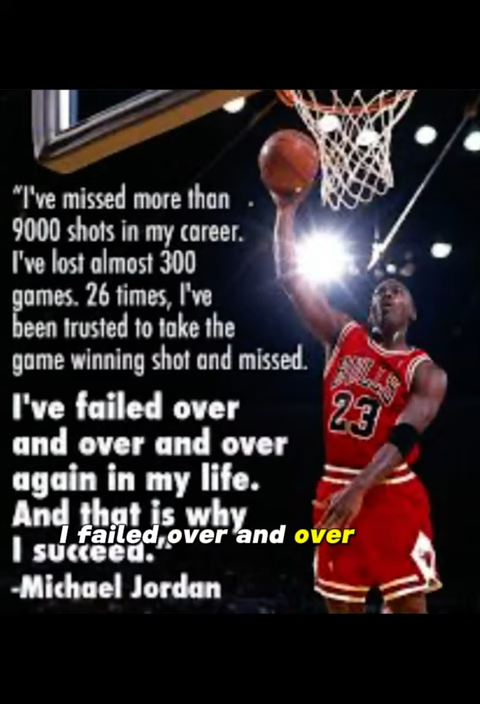 "I've missed more than
9000 shots in my career.
I've lost almost 300
games. 26 times, I've
been trusted to take the
game winning shot and missed.
I've failed over
and over and over
again in my life.
And that is why
I succeed."
-Michael Jordan
I failed over and over
BULLS
23